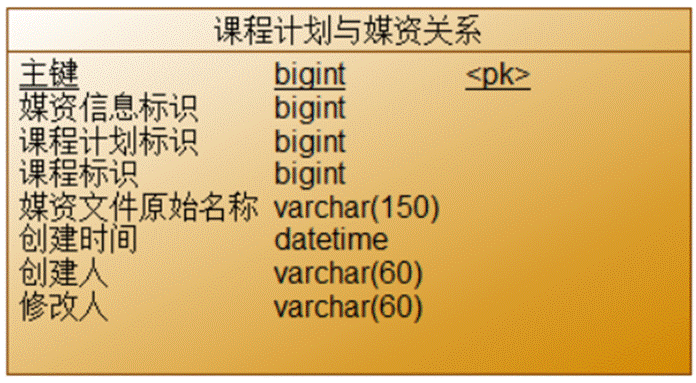 课程计划与媒资关系
主键 bigint <pk>
媒资信息标识 bigint
课程计划标识 bigint
课程标识 bigint
媒资文件原始名称 varchar(150)
创建时间 datetime
创建人 varchar(60)
修改人 varchar(60)